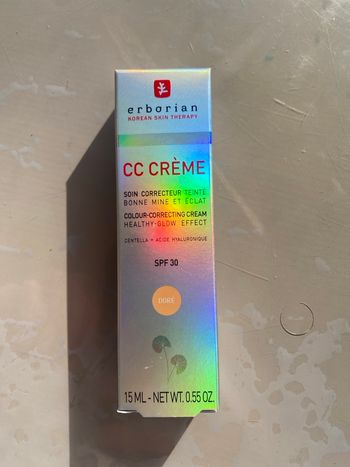 erborian
KOREAN SKIN THERAPY
CC CRÈME
SOIN CORRECTEUR TEINTÉ
BONNE MINE ET ÉCLAT
COLOUR-CORRECTING CREAM
HEALTHY-GLOW EFFECT
CENTELLA + ACIDE HYALURONIQUE
SPF 30
DORÉ
15 ML - NET WT. 0.55 OZ.